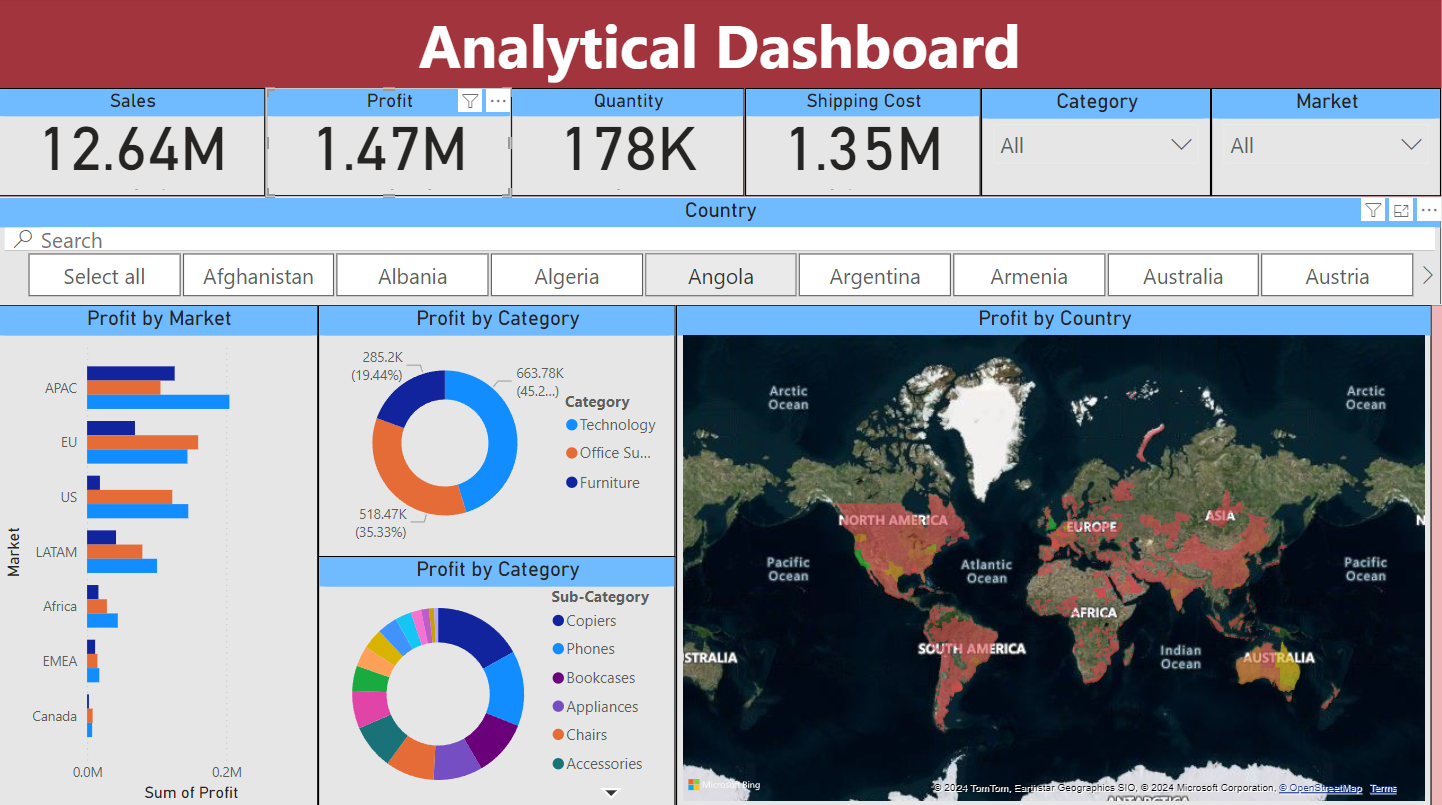 Analytical Dashboard
Sales
Profit
Quantity
Shipping Cost
Category
Market
12.64M
1.47M
178K
1.35M
All
All
Country
Search
Select all
Afghanistan
Albania
Algeria
Angola
Argentina
Armenia
Australia
Austria
Profit by Market
Market
APAC
EU
US
LATAM
Africa
EMEA
Canada
0.0M
0.2M
Sum of Profit
Profit by Category
285.2K
(19.44%)
663.78K
(45.2...)
518.47K
(35.33%)
Category
Technology
Office Su...
Furniture
Profit by Category
Sub-Category
Copiers
Phones
Bookcases
Appliances
Chairs
Accessories
Profit by Country
Arctic
Ocean
Arctic
Ocean
NORTH AMERICA
EUROPE
ASIA
N
Pacific
Ocean
Atlantic
Ocean
Pacific
Ocean
AFRICA
STRALIA
SOUTH AMERICA
Indian
Ocean
AUSTRALIA
Microsoft Bing
© 2024 TomTom, Earthstar Geographics SIO, © 2024 Microsoft Corporation, © OpenStreetMap Terms
ANTARCTICA